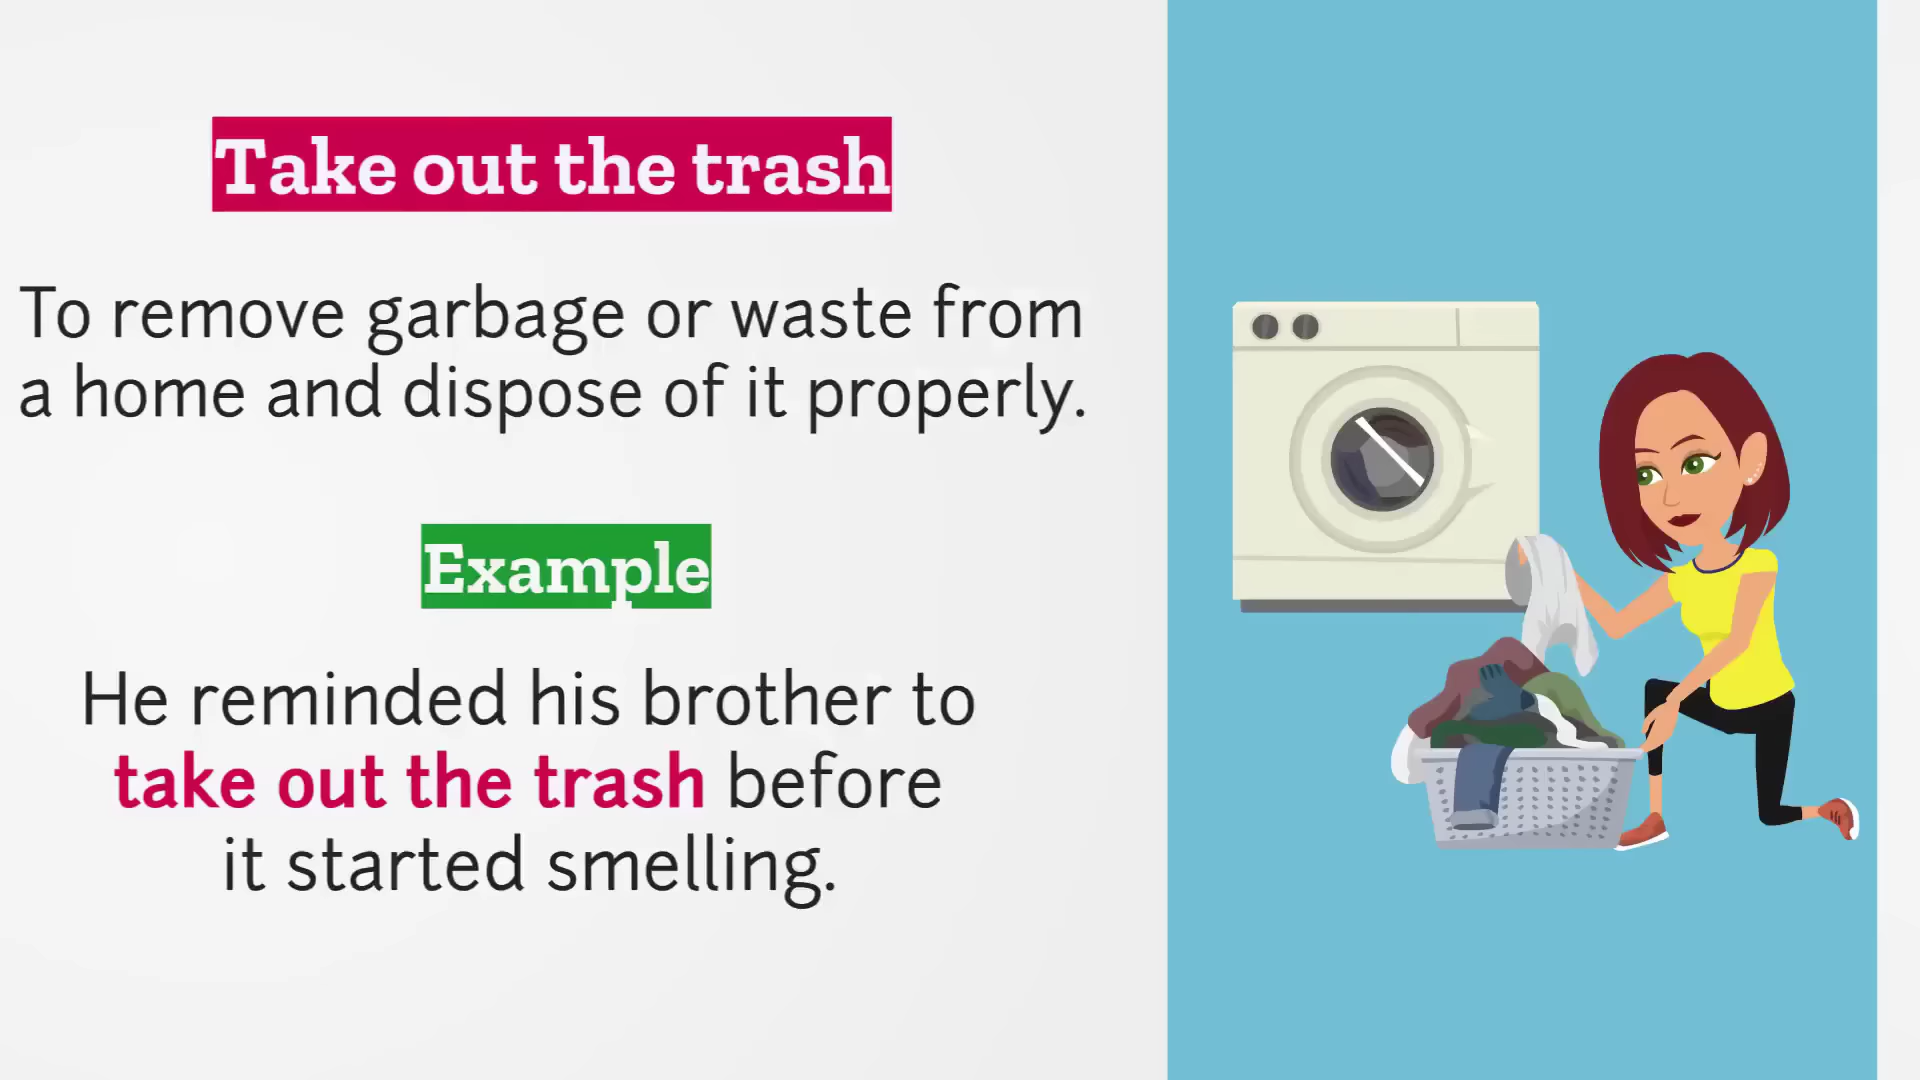 Take out the trash
To remove garbage or waste from
a home and dispose of it properly.
Example
He reminded his brother to
take out the trash before
it started smelling.